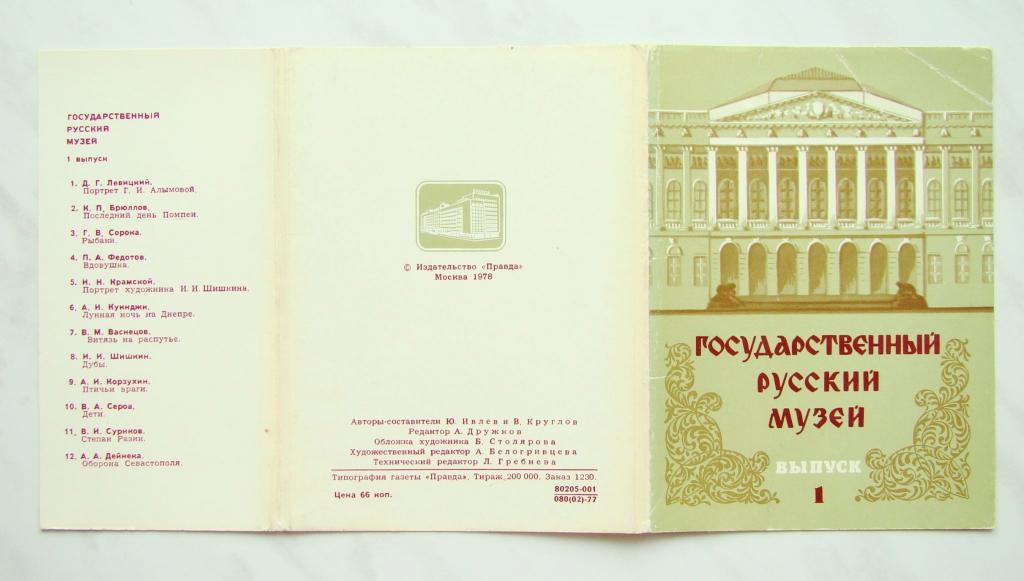 ГОСУДАРСТВЕННЫЙ
РУССКИЙ
МУЗЕЙ
1 выпуск
1. Д. Г. Левицкий.
Портрет Г. И. Алымовой.
2. К. П. Брюллов.
Последний день Помпеи.
3. Г. В. Сорока.
Рыбаки.
4. П. А. Федотов.
Вдовушка.
5. И. Н. Крамской.
Портрет художника И. И. Шишкина.
6. А. И. Куинджи.
Лунная ночь на Днепре.
7. В. М. Васнецов.
Витязь на распутье.
8. И. И. Шишкин.
Дубы.
9. А. И. Корзухин.
Птичьи враги.
10. В. А. Серов.
Дети.
11. В. И. Суриков.
Степан Разин.
12. А. А. Дейнека.
Оборона Севастополя.
© Издательство «Правда»
Москва 1978
Авторы-составители Ю. Ивлев и В. Круглов
Редактор А. Дружков
Обложка художника Б. Столярова
Художественный редактор А. Белогривцева
Технический редактор Л. Гребнева
Типография газеты «Правда». Тираж 200 000. Заказ 1230.
Цена 66 коп.
80205-001
080(02)-77
ГОСУДАРСТВЕННЫЙ
РУССКИЙ
МУЗЕЙ
ВЫПУСК
1